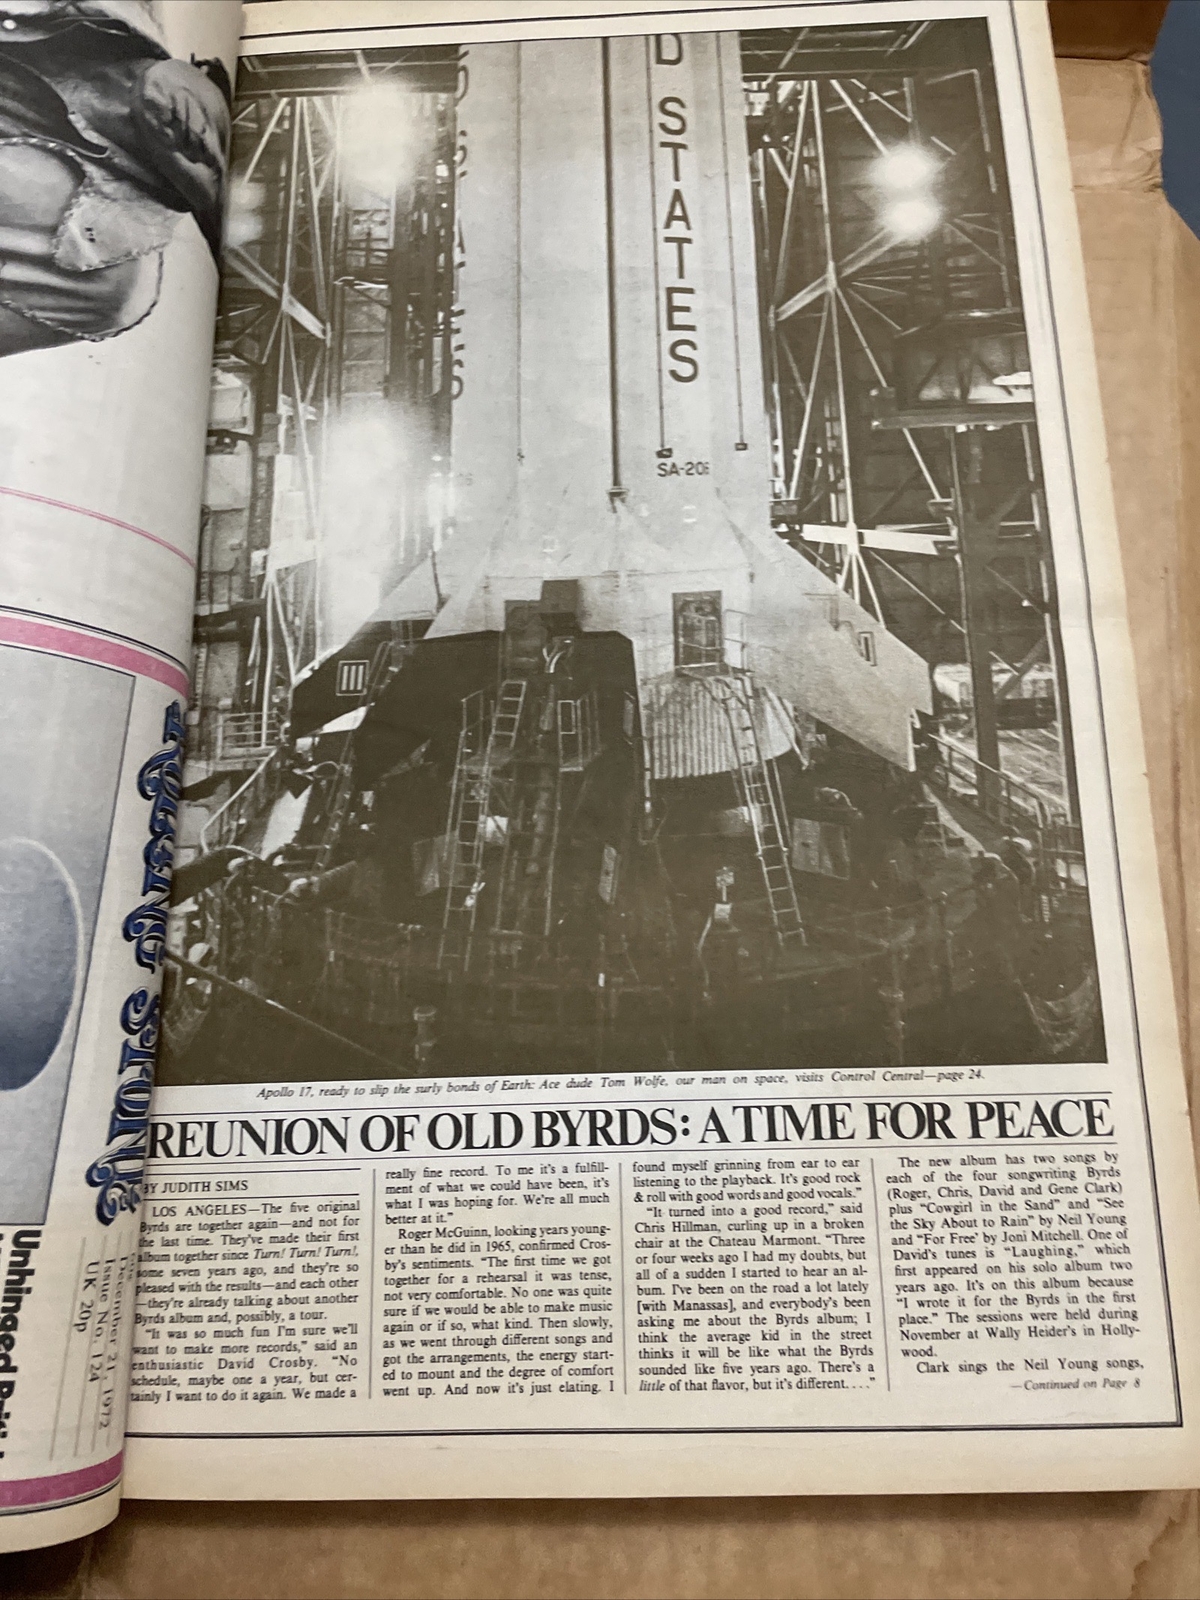 D STATES
SA-206
Apollo 17, ready to slip the surly bonds of Earth: Ace dude Tom Wolfe, our man on space, visits Control Central—page 24.
REUNION OF OLD BYRDS: A TIME FOR PEACE
BY JUDITH SIMS
LOS ANGELES—The five original
Byrds are together again—and not for
the last time. They've made their first
album together since Turn! Turn! Turn!,
some seven years ago, and they're so
pleased with the results—and each other
—they're already talking about another
Byrds album and, possibly, a tour.
"It was so much fun I'm sure we'll
want to make more records," said an
enthusiastic David Crosby. "No
schedule, maybe one a year, but cer-
tainly I want to do it again. We made a
really fine record. To me it's a fulfill-
ment of what we could have been, it's
what I was hoping for. We're all much
better at it."
Roger McGuinn, looking years young-
er than he did in 1965, confirmed Cros-
by's sentiments. "The first time we got
together for a rehearsal it was tense,
not very comfortable. No one was quite
sure if we would be able to make music
again or if so, what kind. Then slowly,
as we went through different songs and
got the arrangements, the energy start-
ed to mount and the degree of comfort
went up. And now it's just elating. I
found myself grinning from ear to ear
listening to the playback. It's good rock
& roll with good words and good vocals."
"It turned into a good record," said
Chris Hillman, curling up in a broken
chair at the Chateau Marmont. "Three
or four weeks ago I had my doubts, but
all of a sudden I started to hear an al-
bum. I've been on the road a lot lately
[with Manassas], and everybody's been
asking me about the Byrds album; I
think the average kid in the street
thinks it will be like what the Byrds
sounded like five years ago. There's a
little of that flavor, but it's different. . . ."
The new album has two songs by
each of the four songwriting Byrds
(Roger, Chris, David and Gene Clark)
plus "Cowgirl in the Sand" and "See
the Sky About to Rain" by Neil Young
and "For Free' by Joni Mitchell. One of
David's tunes is "Laughing," which
first appeared on his solo album two
years ago. It's on this album because
"I wrote it for the Byrds in the first
place." The sessions were held during
November at Wally Heider's in Holly-
wood.
Clark sings the Neil Young songs,
—Continued on Page 8
December 21, 1972
Issue No. 124
UK 20p
Unhinged